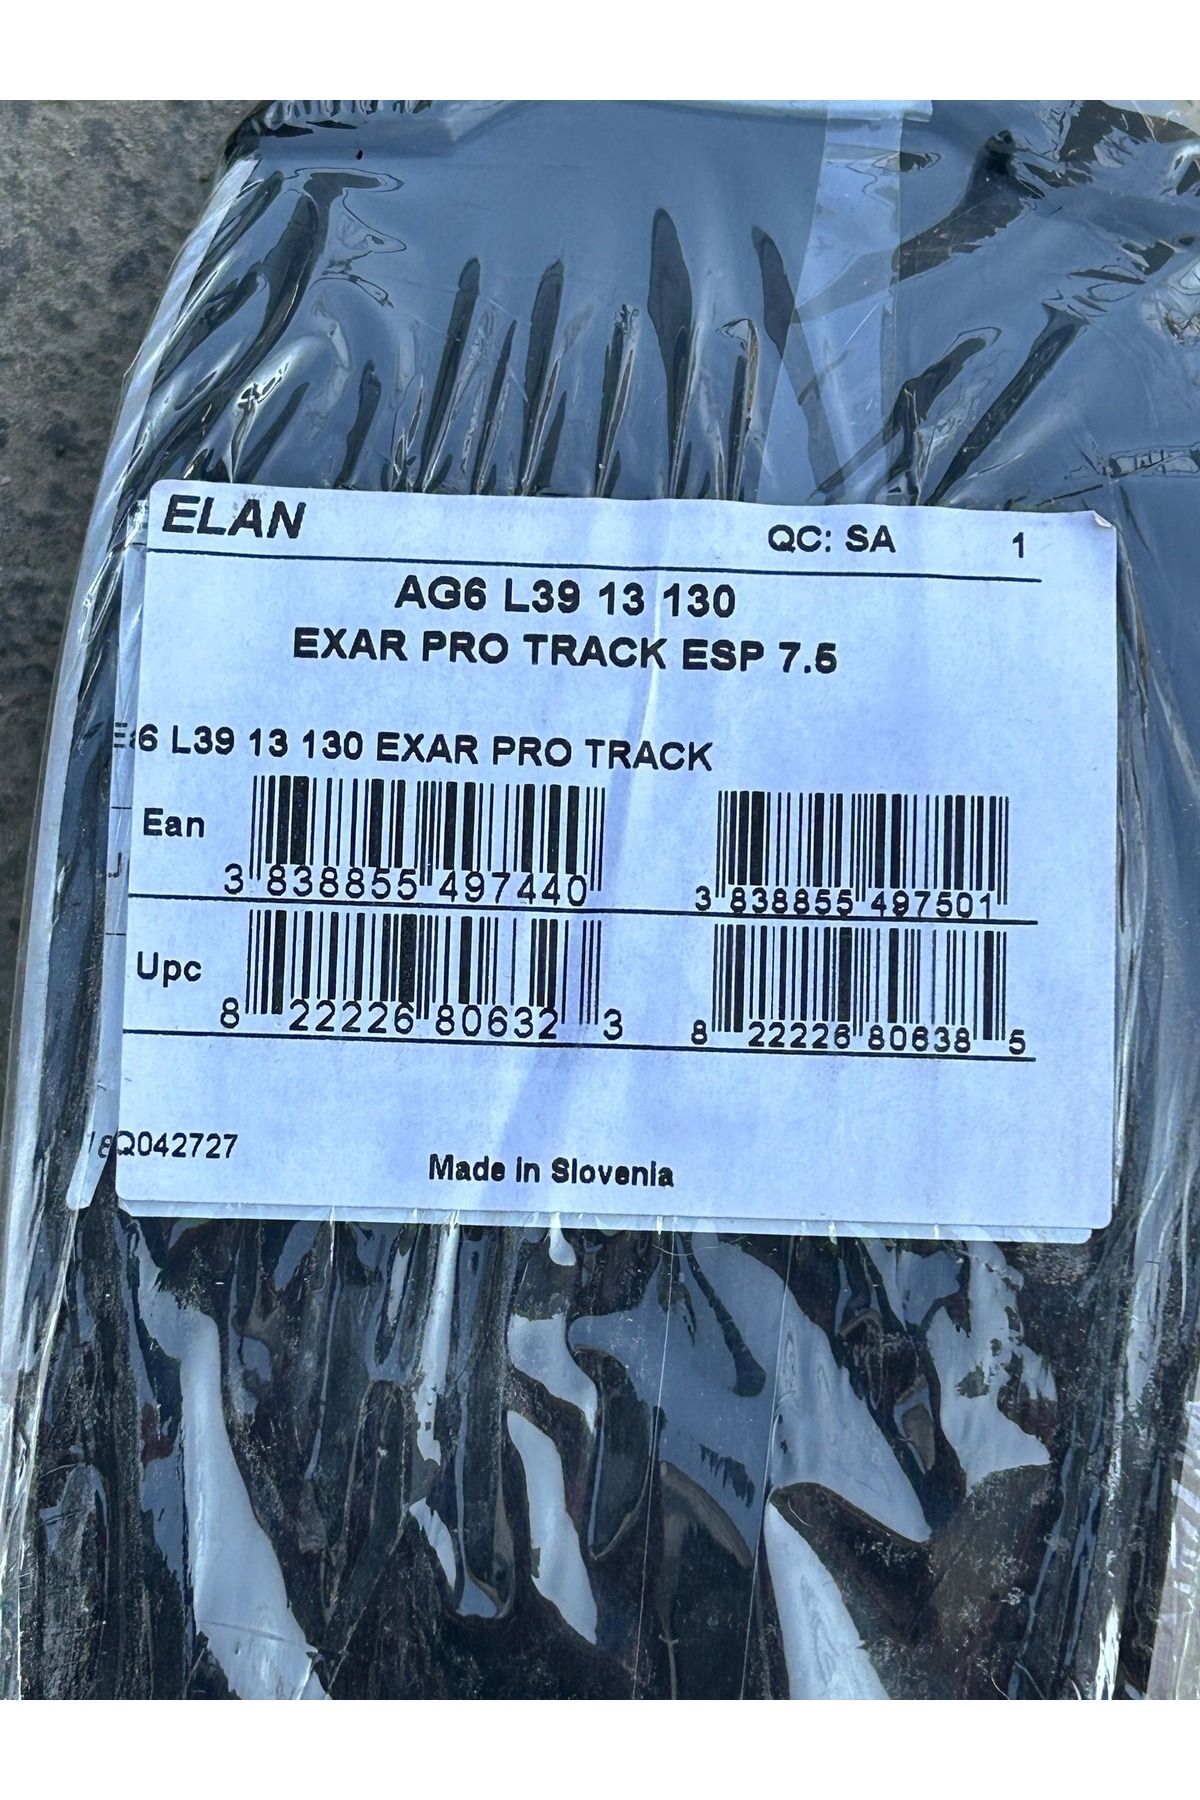 ELAN QC: SA 1
AG6 L39 13 130
EXAR PRO TRACK ESP 7.5
6 L39 13 130 EXAR PRO TRACK
Ean 3 838855 497440 3 838855 497501
Upc 8 22226 80632 3 8 22226 80638 5
Q042727
Made in Slovenia